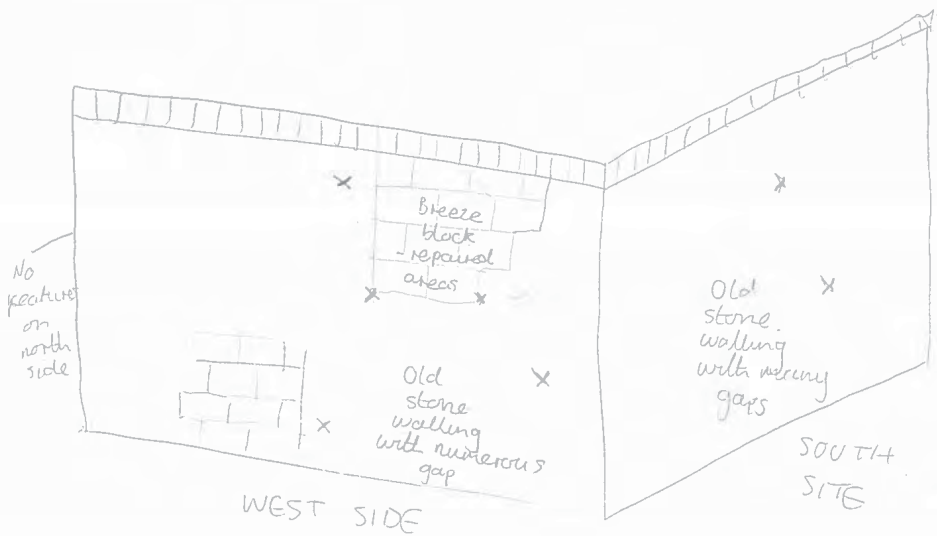 Breeze
block
- repaired
areas
No
feature
on
north
side
Old
stone
walling
with numerous
gap
Old
stone
walling
with many
gaps
WEST SIDE
SOUTH
SITE